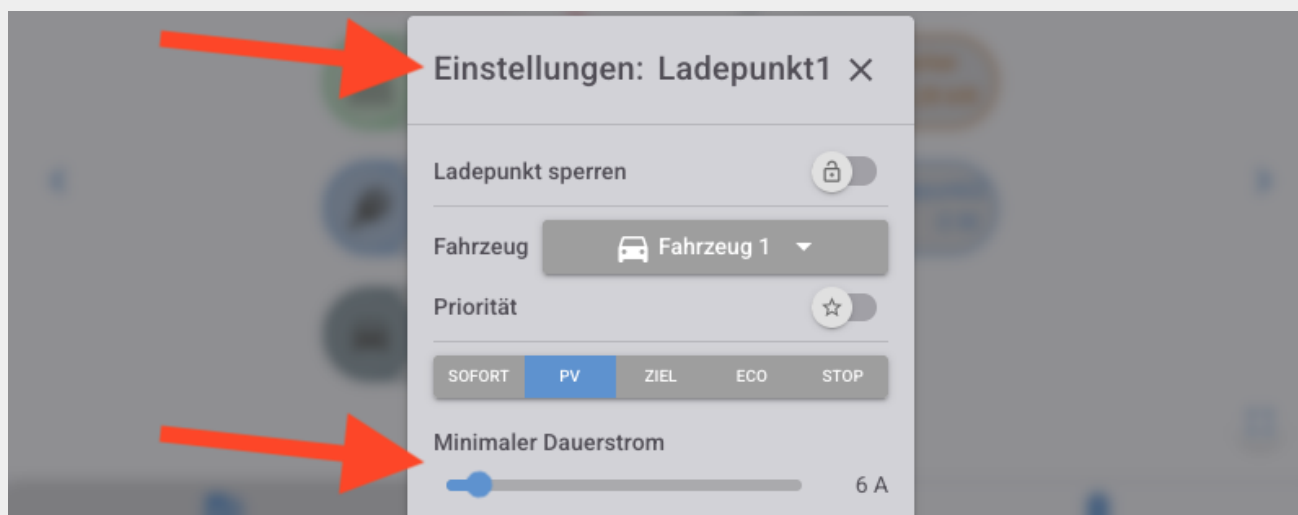 Einstellungen: Ladepunkt1
Ladepunkt sperren
Fahrzeug Fahrzeug 1
Priorität
SOFORT PV ZIEL ECO STOP
Minimaler Dauerstrom
6 A